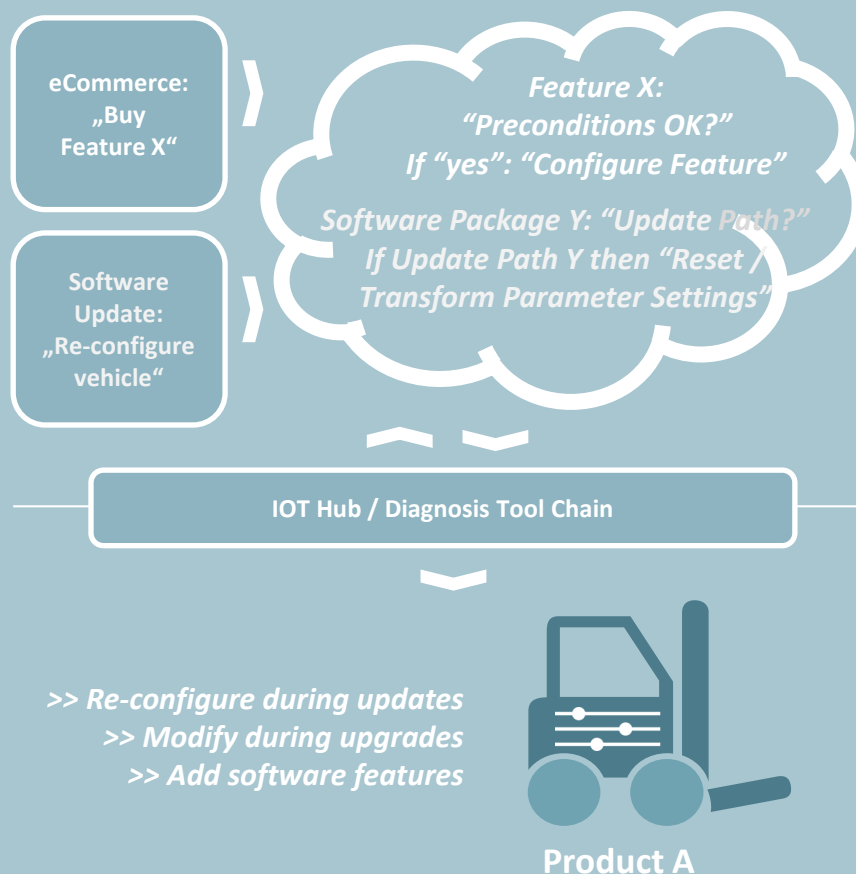 eCommerce:
„Buy
Feature X“
Feature X:
“Preconditions OK?”
If “yes”: “Configure Feature”
Software Package Y: “Update Path?”
If Update Path Y then “Reset /
Transform Parameter Settings”
Software
Update:
„Re-configure
vehicle“
IOT Hub / Diagnosis Tool Chain
>> Re-configure during updates
>> Modify during upgrades
>> Add software features
Product A